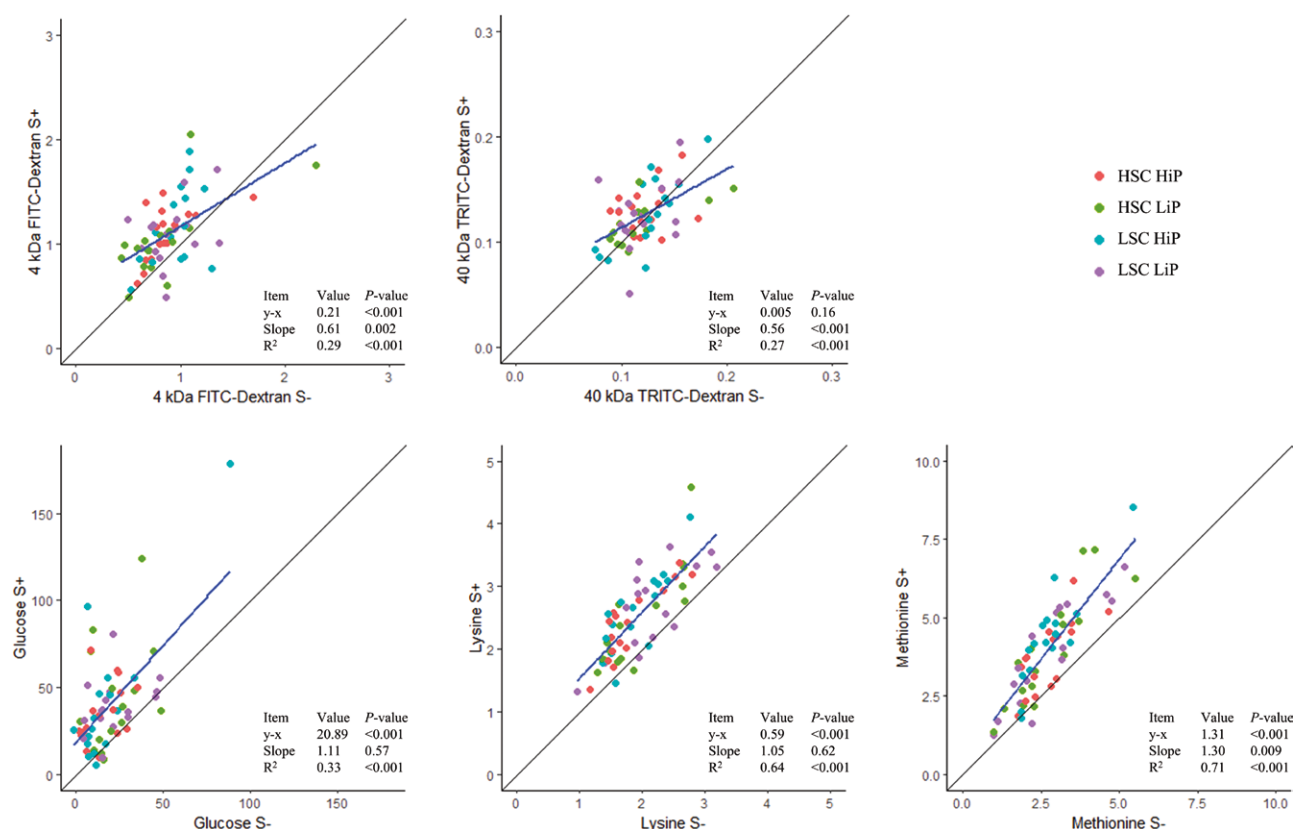 4 kDa FITC-Dextran S+
3
2
1
0
Item Value P-value
y-x 0.21 <0.001
Slope 0.61 0.002
R² 0.29 <0.001
0 1 2 3
4 kDa FITC-Dextran S-
40 kDa TRITC-Dextran S+
0.3
0.2
0.1
0.0
Item Value P-value
y-x 0.005 0.16
Slope 0.56 <0.001
R² 0.27 <0.001
0.0 0.1 0.2 0.3
40 kDa TRITC-Dextran S-
HSC HiP
HSC LiP
LSC HiP
LSC LiP
Glucose S+
150
100
50
0
Item Value P-value
y-x 20.89 <0.001
Slope 1.11 0.57
R² 0.33 <0.001
0 50 100 150
Glucose S-
Lysine S+
5
4
3
2
1
0
Item Value P-value
y-x 0.59 <0.001
Slope 1.05 0.62
R² 0.64 <0.001
0 1 2 3 4 5
Lysine S-
Methionine S+
10.0
7.5
5.0
2.5
0.0
Item Value P-value
y-x 1.31 <0.001
Slope 1.30 0.009
R² 0.71 <0.001
0.0 2.5 5.0 7.5 10.0
Methionine S-